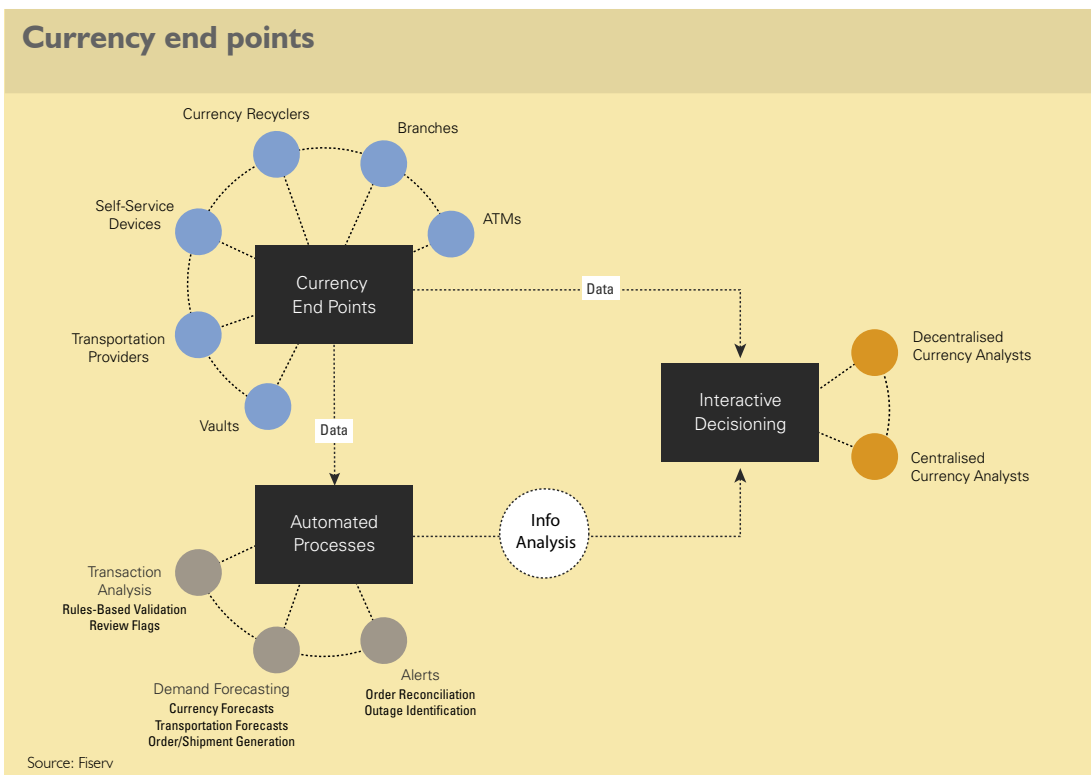 Currency end points
Currency Recyclers
Branches
Self-Service
Devices
ATMs
Currency
End Points
Data
Transportation
Providers
Decentralised
Currency Analysts
Interactive
Decisioning
Vaults
Data
Centralised
Currency Analysts
Automated
Processes
Info
Analysis
Transaction
Analysis
Rules-Based Validation
Review Flags
Demand Forecasting
Currency Forecasts
Transportation Forecasts
Order/Shipment Generation
Alerts
Order Reconciliation
Outage Identification
Source: Fiserv